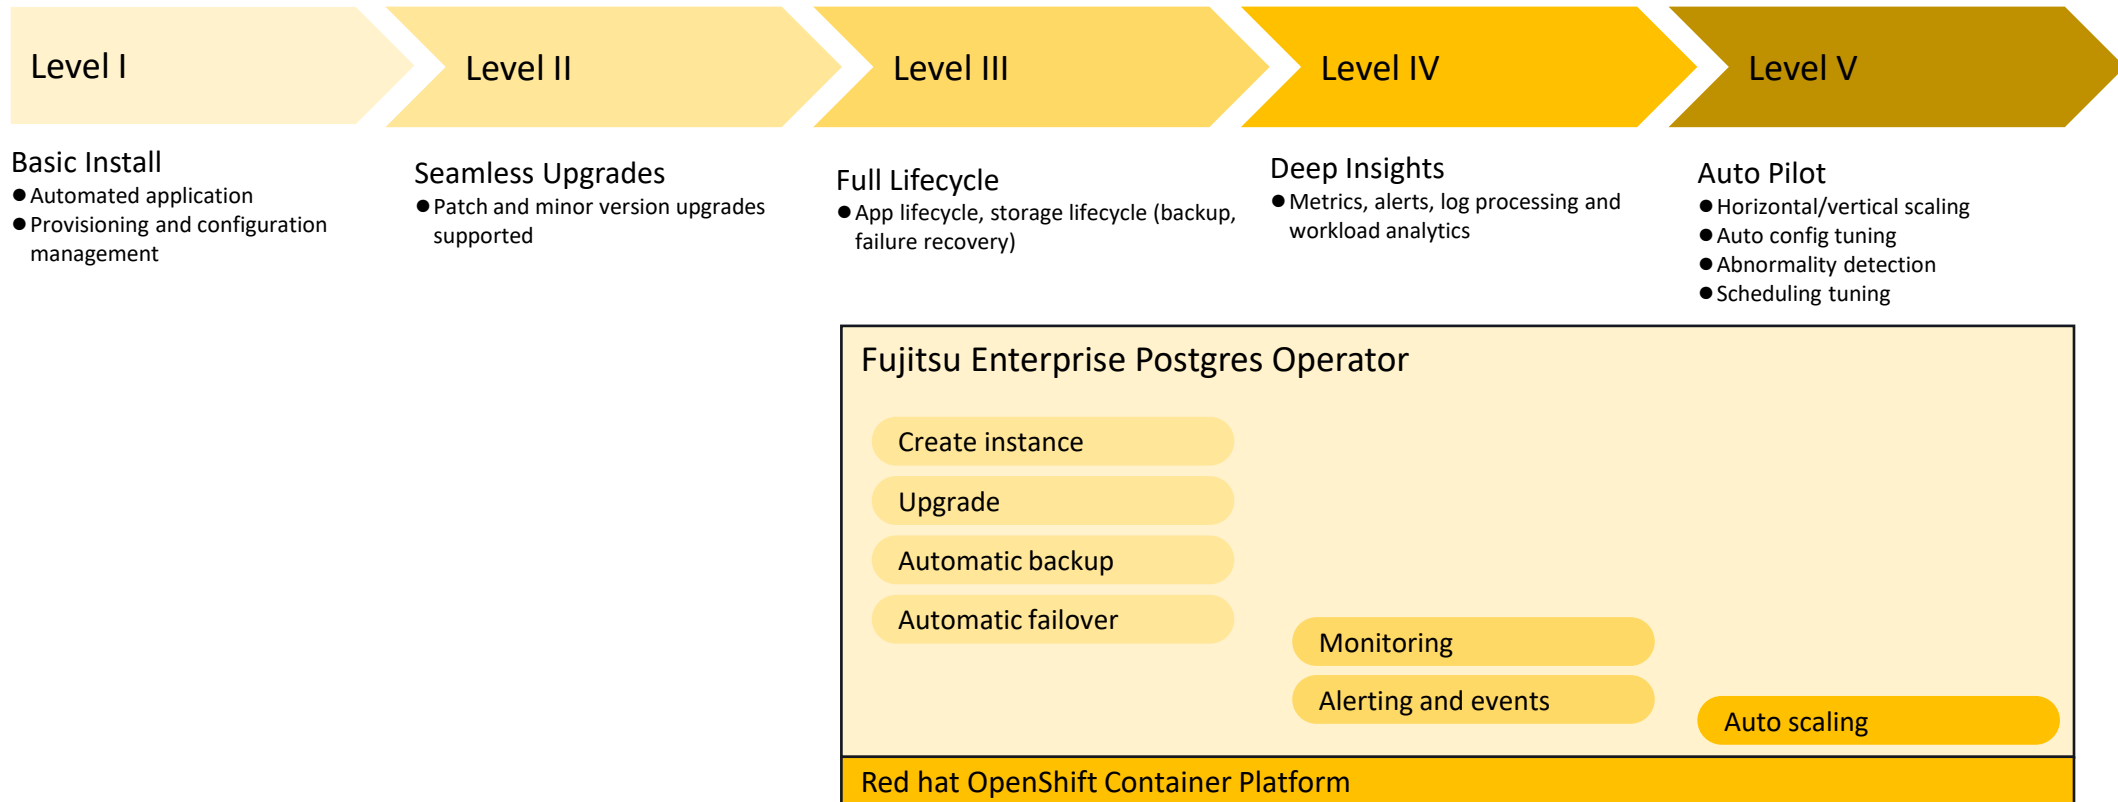 Level I
Level II
Level III
Level IV
Level V
Basic Install
● Automated application
● Provisioning and configuration
management
Seamless Upgrades
● Patch and minor version upgrades
supported
Full Lifecycle
● App lifecycle, storage lifecycle (backup,
failure recovery)
Deep Insights
● Metrics, alerts, log processing and
workload analytics
Auto Pilot
● Horizontal/vertical scaling
● Auto config tuning
● Abnormality detection
● Scheduling tuning
Fujitsu Enterprise Postgres Operator
Create instance
Upgrade
Automatic backup
Automatic failover
Monitoring
Alerting and events
Auto scaling
Red hat OpenShift Container Platform